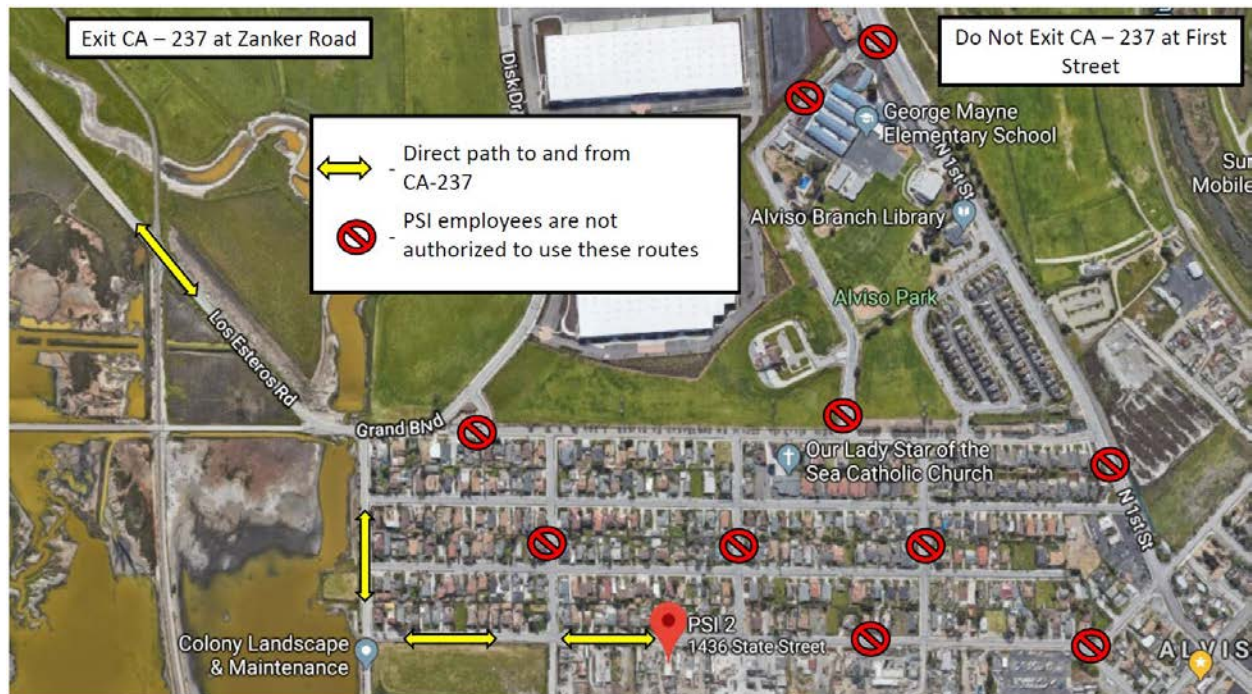 Exit CA – 237 at Zanker Road
Do Not Exit CA – 237 at First
Street
Disk Dr
George Mayne
Elementary School
N 1st St
- Direct path to and from
CA-237
Alviso Branch Library
Mobile
- PSI employees are not
authorized to use these routes
Alviso Park
Los Esteros Rd
Grand Blvd
Our Lady Star of the
Sea Catholic Church
N 1st St
PSI 2
1436 State Street
Colony Landscape
& Maintenance
ALVIS